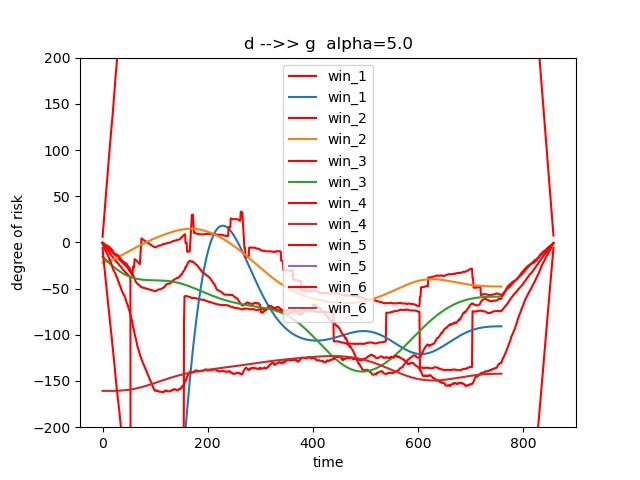 d -->> g  alpha=5.0
degree of risk
200
150
100
50
0
−50
−100
−150
−200
win_1
win_1
win_2
win_2
win_3
win_3
win_4
win_4
win_5
win_5
win_6
win_6
0 200 400 600 800
time